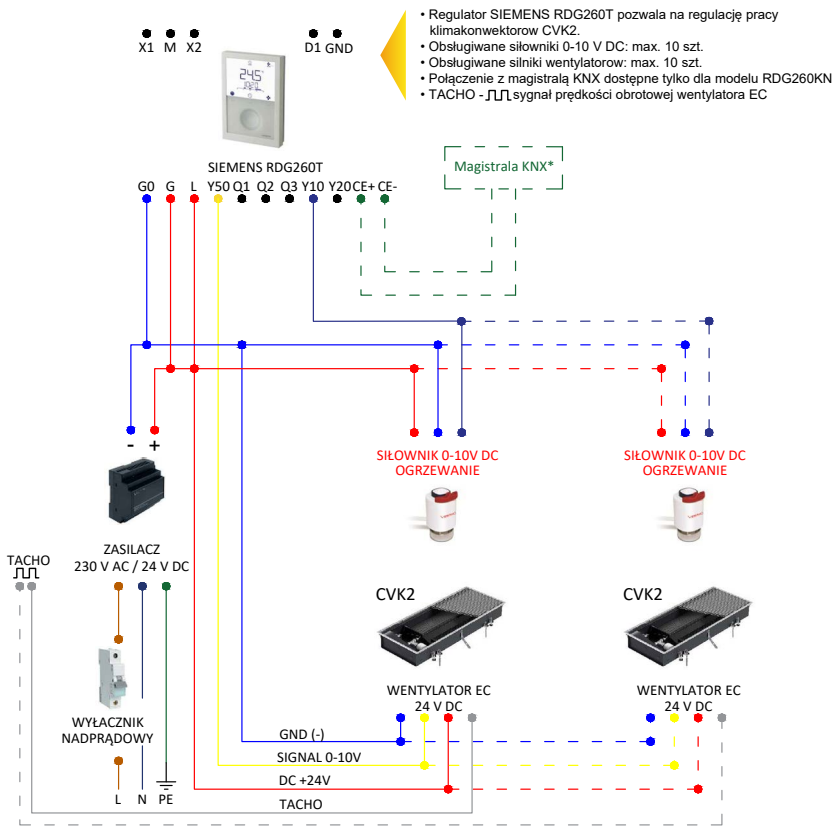 • Regulator SIEMENS RDG260T pozwala na regulację pracy
klimakonwektorow CVK2.
• Obsługiwane siłowniki 0-10 V DC: max. 10 szt.
• Obsługiwane silniki wentylatorow: max. 10 szt.
• Połączenie z magistralą KNX dostępne tylko dla modelu RDG260KN
• TACHO - sygnał prędkości obrotowej wentylatora EC
X1 M X2 D1 GND
SIEMENS RDG260T
G0 G L Y50 Q1 Q2 Q3 Y10 Y20 CE+ CE-
Magistrala KNX*
- +
SIŁOWNIK 0-10V DC
OGRZEWANIE
SIŁOWNIK 0-10V DC
OGRZEWANIE
ZASILACZ
230 V AC / 24 V DC
TACHO
CVK2
CVK2
WENTYLATOR EC
24 V DC
WENTYLATOR EC
24 V DC
WYŁACZNIK
NADPRĄDOWY
GND (-)
SIGNAL 0-10V
DC +24V
TACHO
L N PE